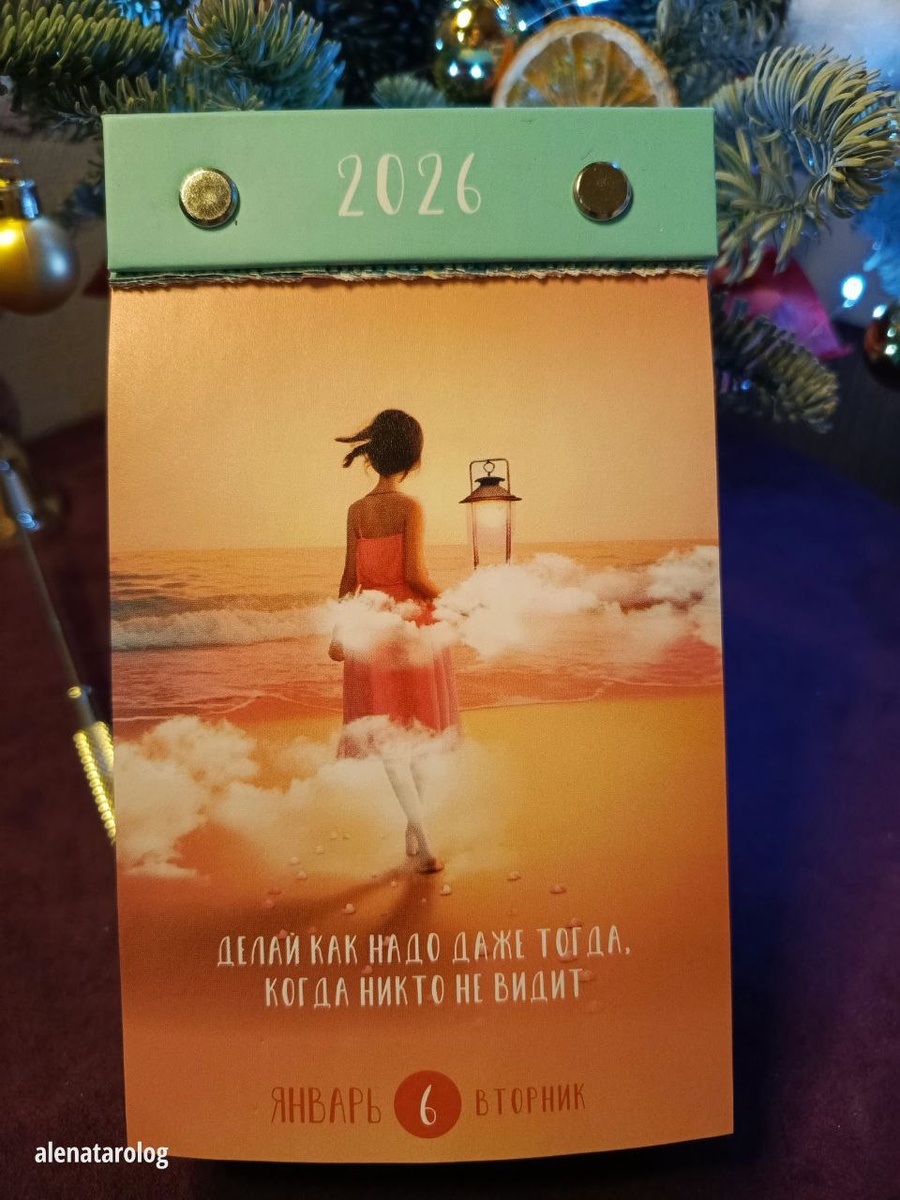 2026
ДЕЛАЙ КАК НАДО ДАЖЕ ТОГДА,
КОГДА НИКТО НЕ ВИДИТ
ЯНВАРЬ 6 ВТОРНИК
alenatarolog